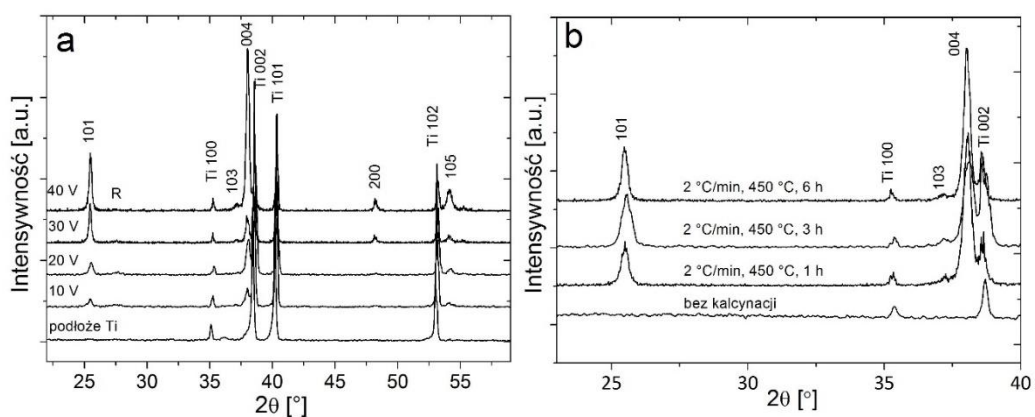 a
Intensywność [a.u.]
101
R
Ti 100
103
004
Ti 002
Ti 101
Ti 102
200
105
40 V
30 V
20 V
10 V
podłoże Ti
25 30 35 40 45 50 55
2θ [°]
b
Intensywność [a.u.]
101
Ti 100
103
004
Ti 002
2 °C/min, 450 °C, 6 h
2 °C/min, 450 °C, 3 h
2 °C/min, 450 °C, 1 h
bez kalcynacji
25 30 35 40
2θ [°]